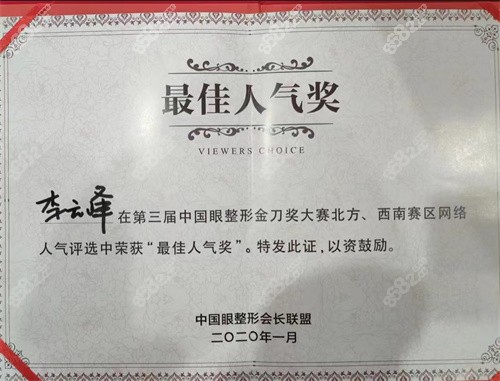 最佳人气奖
VIEWERS CHOICE
李云峰 在第三届中国眼整形金刀奖大赛北方、西南赛区网络
人气评选中荣获“最佳人气奖”。特发此证，以资鼓励。
中国眼整形会长联盟
二〇二〇年一月